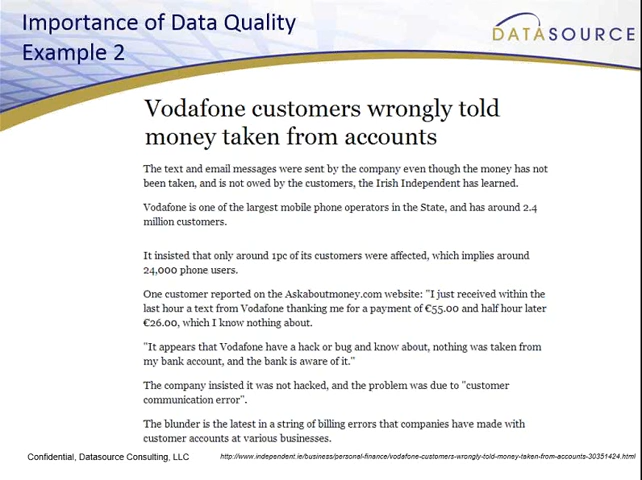 Importance of Data Quality
Example 2
DATASOURCE
Vodafone customers wrongly told
money taken from accounts
The text and email messages were sent by the company even though the money has not
been taken, and is not owed by the customers, the Irish Independent has learned.
Vodafone is one of the largest mobile phone operators in the State, and has around 2.4
million customers.
It insisted that only around 1pc of its customers were affected, which implies around
24,000 phone users.
One customer reported on the Askaboutmoney.com website: "I just received within the
last hour a text from Vodafone thanking me for a payment of €55.00 and half hour later
€26.00, which I know nothing about.
"It appears that Vodafone have a hack or bug and know about, nothing was taken from
my bank account, and the bank is aware of it."
The company insisted it was not hacked, and the problem was due to "customer
communication error".
The blunder is the latest in a string of billing errors that companies have made with
customer accounts at various businesses.
Confidential, Datasource Consulting, LLC
http://www.independent.ie/business/personal-finance/vodafone-customers-wrongly-told-money-taken-from-accounts-30351424.html